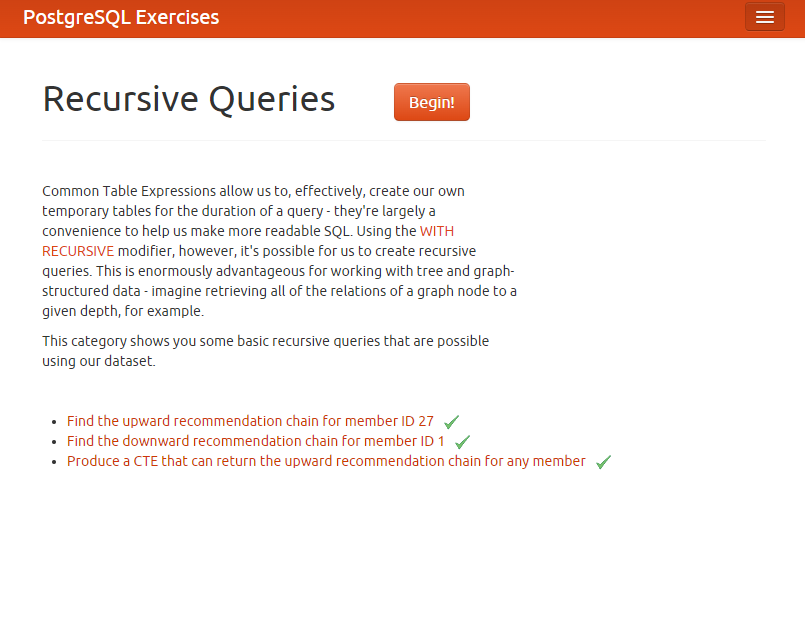 PostgreSQL Exercises
Recursive Queries
Begin!
Common Table Expressions allow us to, effectively, create our own
temporary tables for the duration of a query - they're largely a
convenience to help us make more readable SQL. Using the WITH
RECURSIVE modifier, however, it's possible for us to create recursive
queries. This is enormously advantageous for working with tree and graph-
structured data - imagine retrieving all of the relations of a graph node to a
given depth, for example.
This category shows you some basic recursive queries that are possible
using our dataset.
Find the upward recommendation chain for member ID 27
Find the downward recommendation chain for member ID 1
Produce a CTE that can return the upward recommendation chain for any member